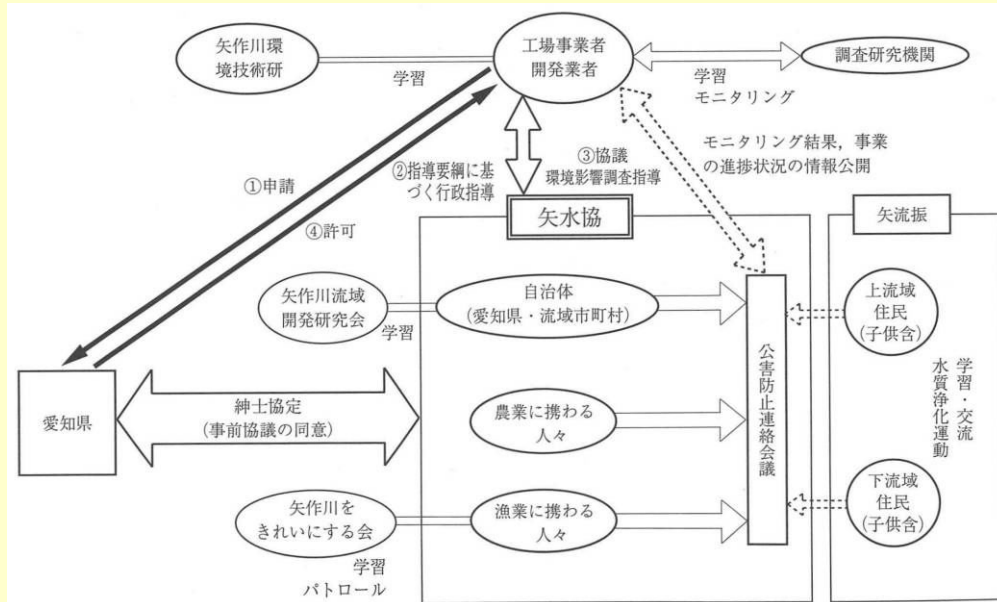 矢作川環
境技術研
学習
工場事業者
開発業者
学習
モニタリング
調査研究機関
モニタリング結果，事業
の進捗状況の情報公開
①申請
④許可
②指導要綱に基
づく行政指導
③協議
環境影響調査指導
矢水協
矢流振
矢作川流域
開発研究会
学習
自治体
(愛知県・流域市町村)
公害防止連絡会議
上流域
住民
(子供含)
学習・交流
水質浄化運動
愛知県
紳士協定
(事前協議の同意)
農業に携わる
人々
矢作川を
きれいにする会
学習
パトロール
漁業に携わる
人々
下流域
住民
(子供含)